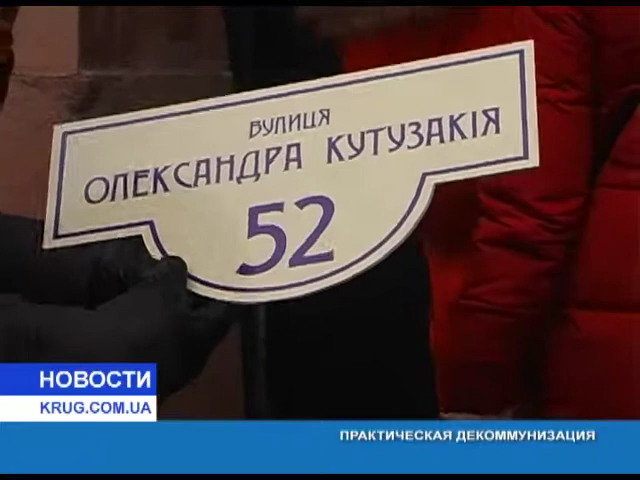 ВУЛИЦЯ
ОЛЕКСАНДРА КУТУЗАКІЯ
52
НОВОСТИ
KRUG.COM.UA
ПРАКТИЧЕСКАЯ ДЕКОММУНИЗАЦИЯ